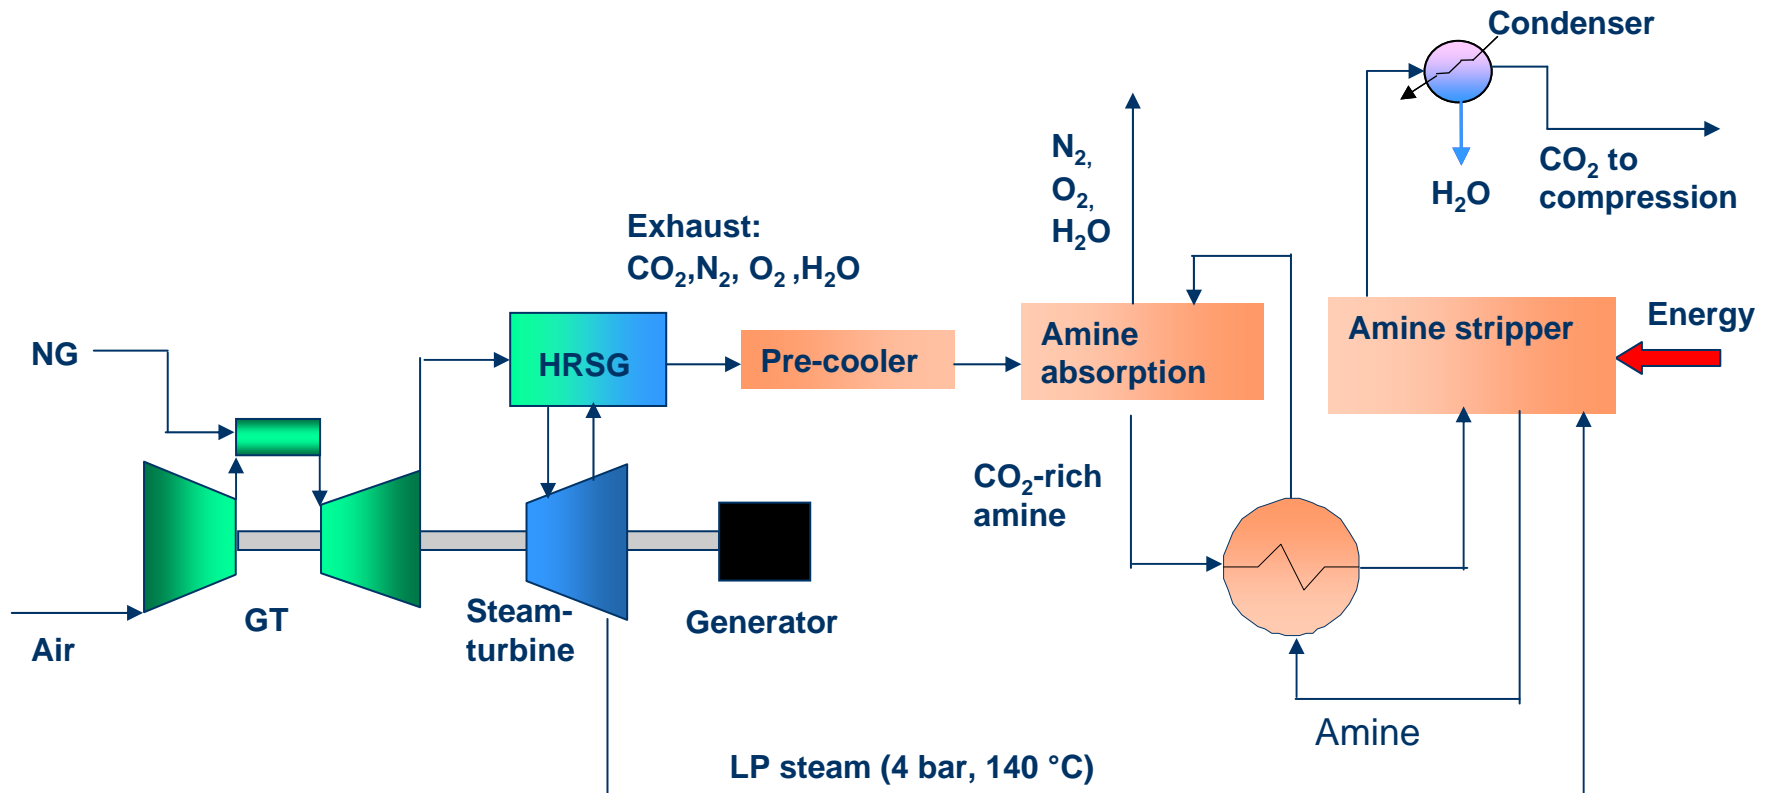 Condenser
N₂,
O₂,
H₂O
CO₂ to
compression
H₂O
Exhaust:
CO₂,N₂, O₂ ,H₂O
NG
HRSG
Pre-cooler
Amine
absorption
Amine stripper
Energy
CO₂-rich
amine
Air
GT
Steam-
turbine
Generator
Amine
LP steam (4 bar, 140 °C)